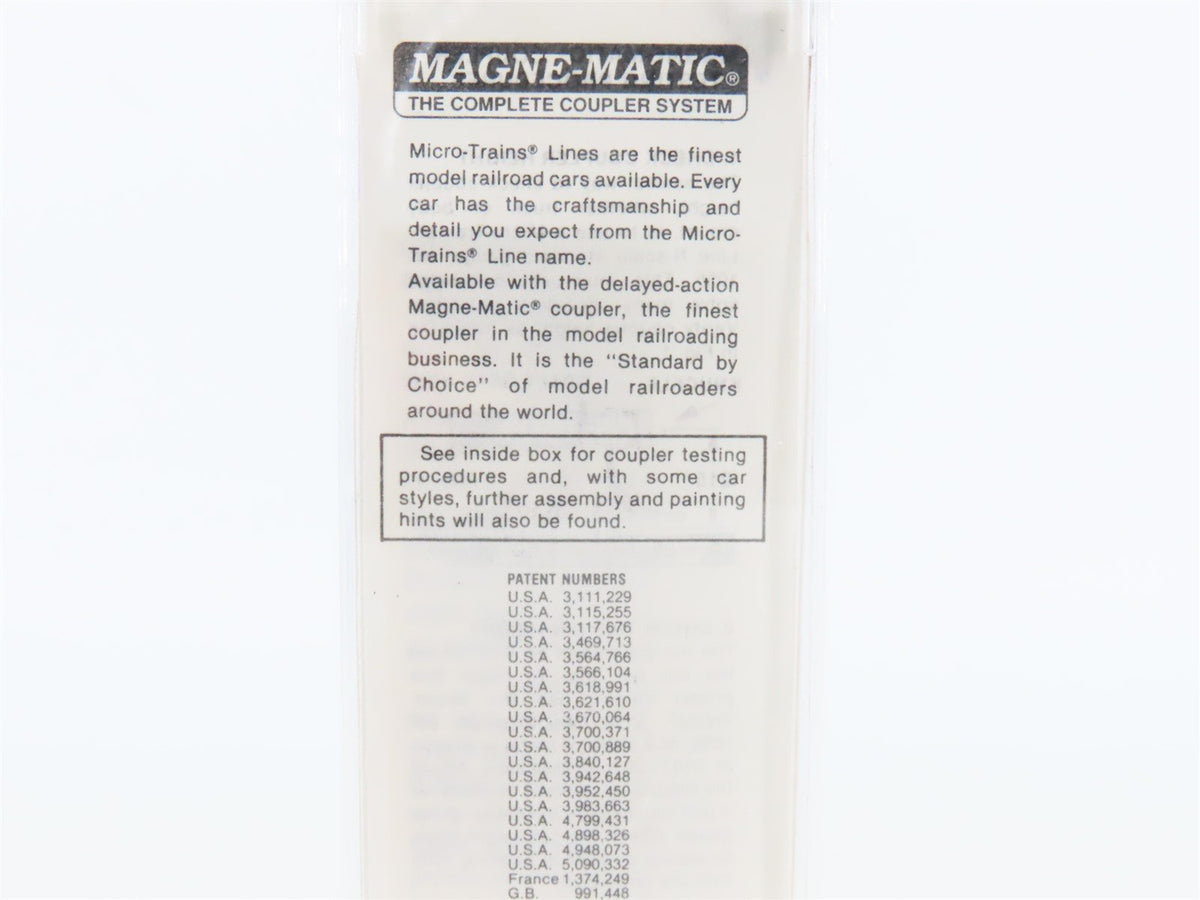 MAGNE-MATIC®
THE COMPLETE COUPLER SYSTEM
Micro-Trains® Lines are the finest
model railroad cars available. Every
car has the craftsmanship and
detail you expect from the Micro-
Trains® Line name.
Available with the delayed-action
Magne-Matic® coupler, the finest
coupler in the model railroading
business. It is the "Standard by
Choice" of model railroaders
around the world.
See inside box for coupler testing
procedures and, with some car
styles, further assembly and painting
hints will also be found.
PATENT NUMBERS
U.S.A. 3,111,229
U.S.A. 3,115,255
U.S.A. 3,117,676
U.S.A. 3,469,713
U.S.A. 3,564,766
U.S.A. 3,566,104
U.S.A. 3,618,991
U.S.A. 3,621,610
U.S.A. 3,670,064
U.S.A. 3,700,371
U.S.A. 3,700,889
U.S.A. 3,840,127
U.S.A. 3,942,648
U.S.A. 3,952,450
U.S.A. 3,983,663
U.S.A. 4,799,431
U.S.A. 4,898,326
U.S.A. 4,948,073
U.S.A. 5,090,332
France 1,374,249
G.B. 991,448